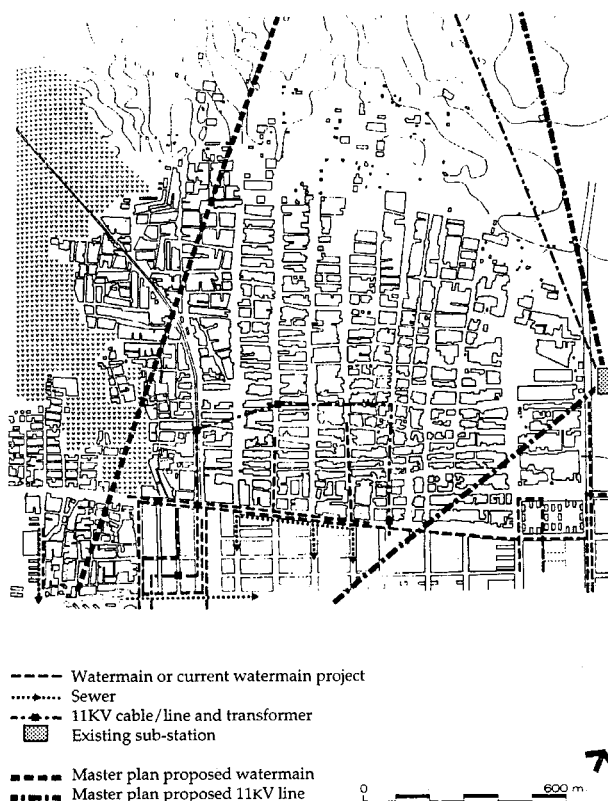 Watermain or current watermain project
Sewer
11KV cable/line and transformer
Existing sub-station
Master plan proposed watermain
Master plan proposed 11KV line
0 600 m